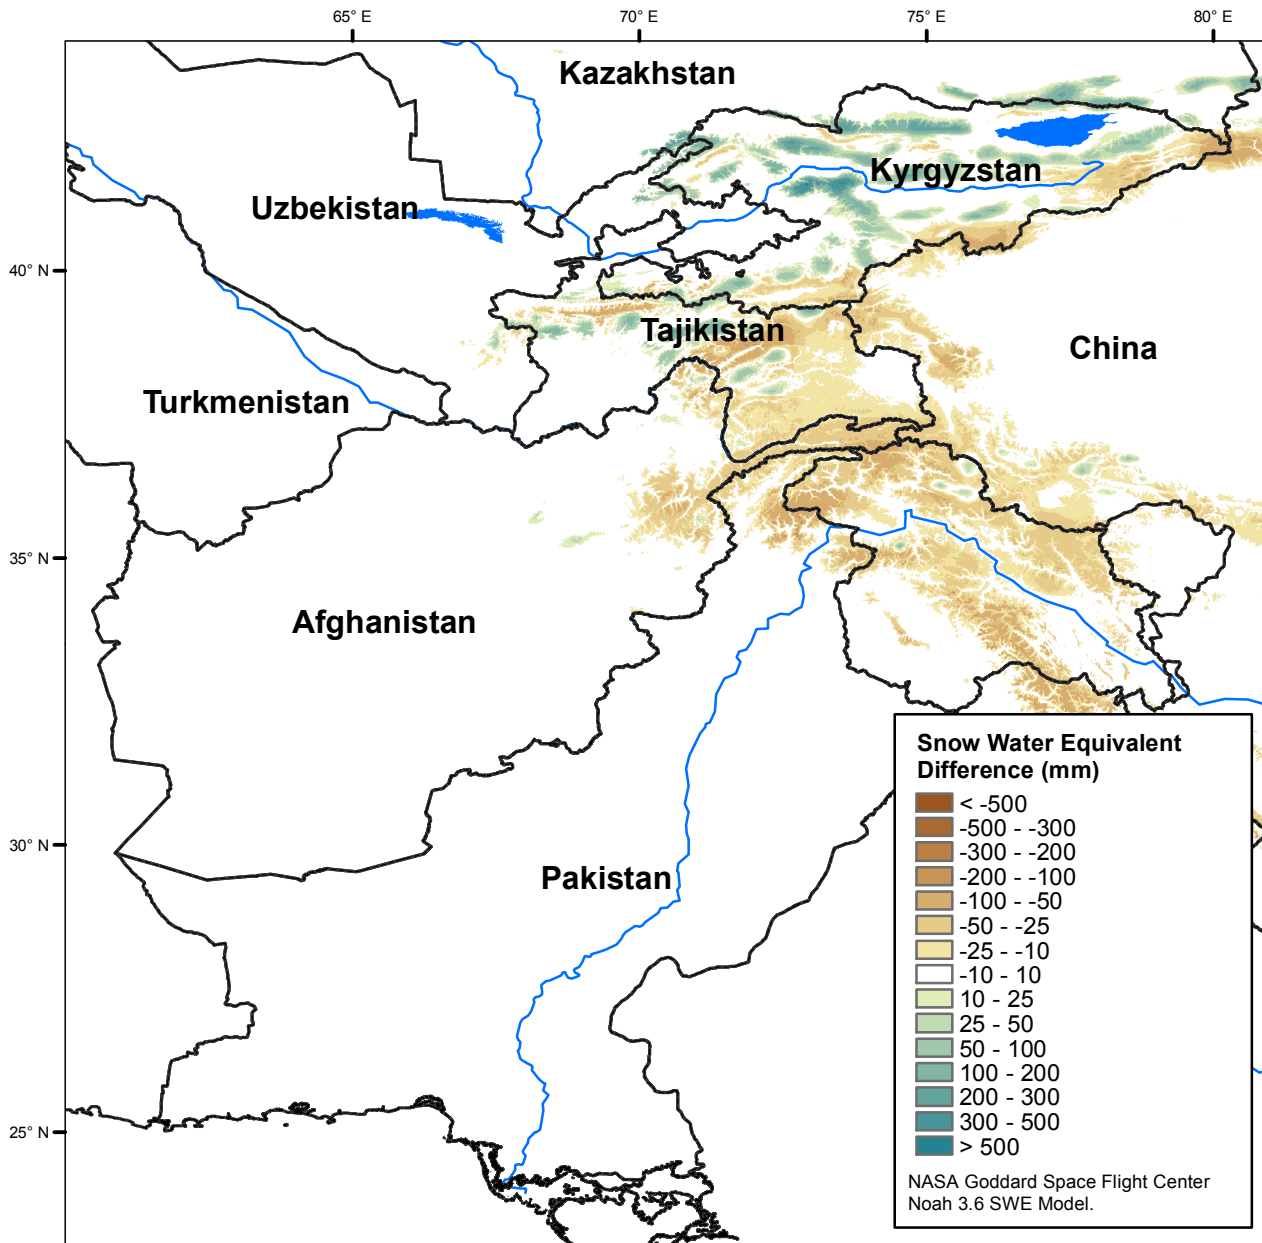 65° E 70° E 75° E 80° E
Kazakhstan
Kyrgyzstan
Uzbekistan
40° N
Tajikistan
China
Turkmenistan
35° N
Afghanistan
Snow Water Equivalent
Difference (mm)
< -500
-500 - -300
-300 - -200
-200 - -100
-100 - -50
-50 - -25
-25 - -10
-10 - 10
10 - 25
25 - 50
50 - 100
100 - 200
200 - 300
300 - 500
> 500
NASA Goddard Space Flight Center
Noah 3.6 SWE Model.
30° N
Pakistan
25° N